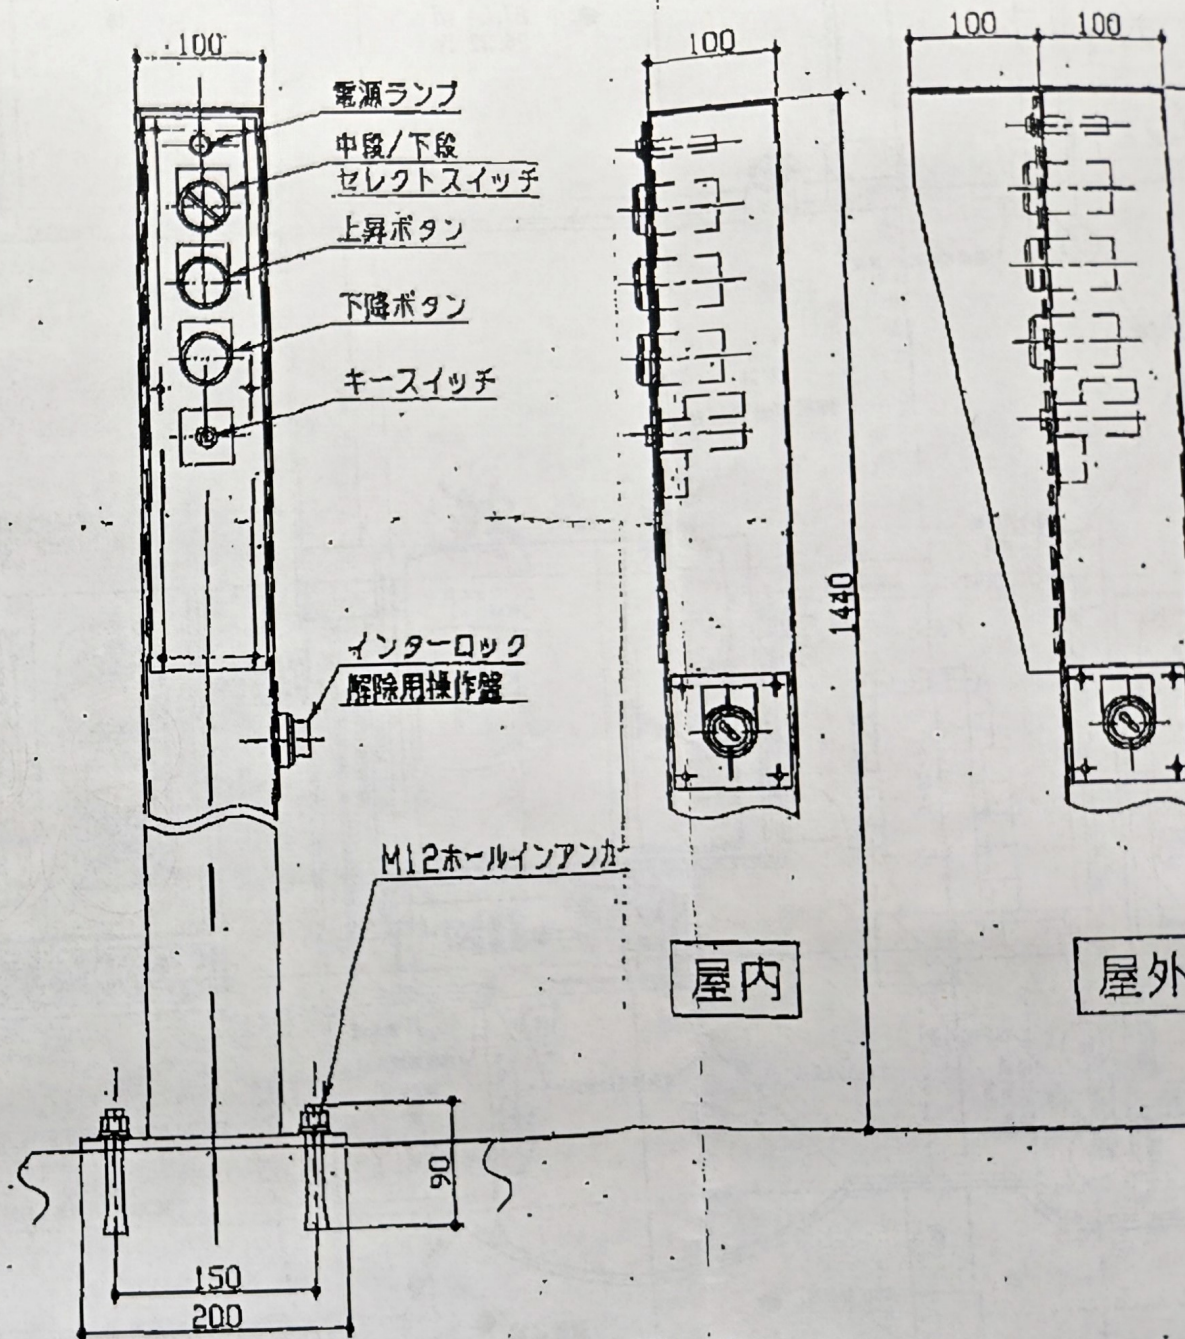 100
100
100
100
電源ランプ
中段/下段
セレクトスイッチ
上昇ボタン
下降ボタン
キースイッチ
1440
インターロック
解除用操作盤
M12ホールインアンカー
屋内
屋外
90
150
200